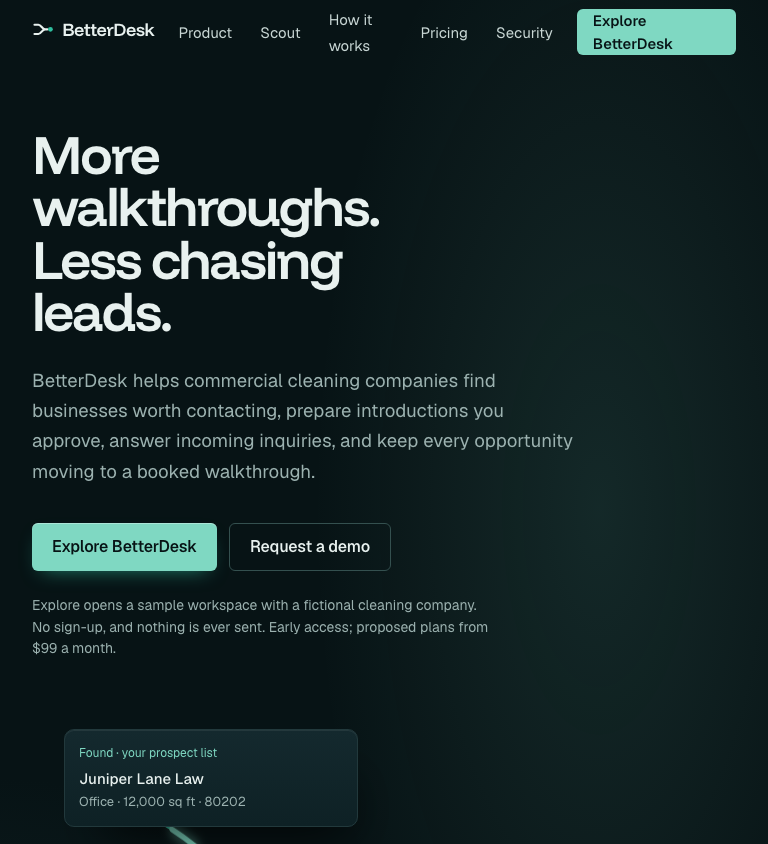 BetterDesk
Product
Scout
How it
works
Pricing
Security
Explore
BetterDesk
More
walkthroughs.
Less chasing
leads.
BetterDesk helps commercial cleaning companies find
businesses worth contacting, prepare introductions you
approve, answer incoming inquiries, and keep every opportunity
moving to a booked walkthrough.
Explore BetterDesk
Request a demo
Explore opens a sample workspace with a fictional cleaning company.
No sign-up, and nothing is ever sent. Early access; proposed plans from
$99 a month.
Found · your prospect list
Juniper Lane Law
Office · 12,000 sq ft · 80202